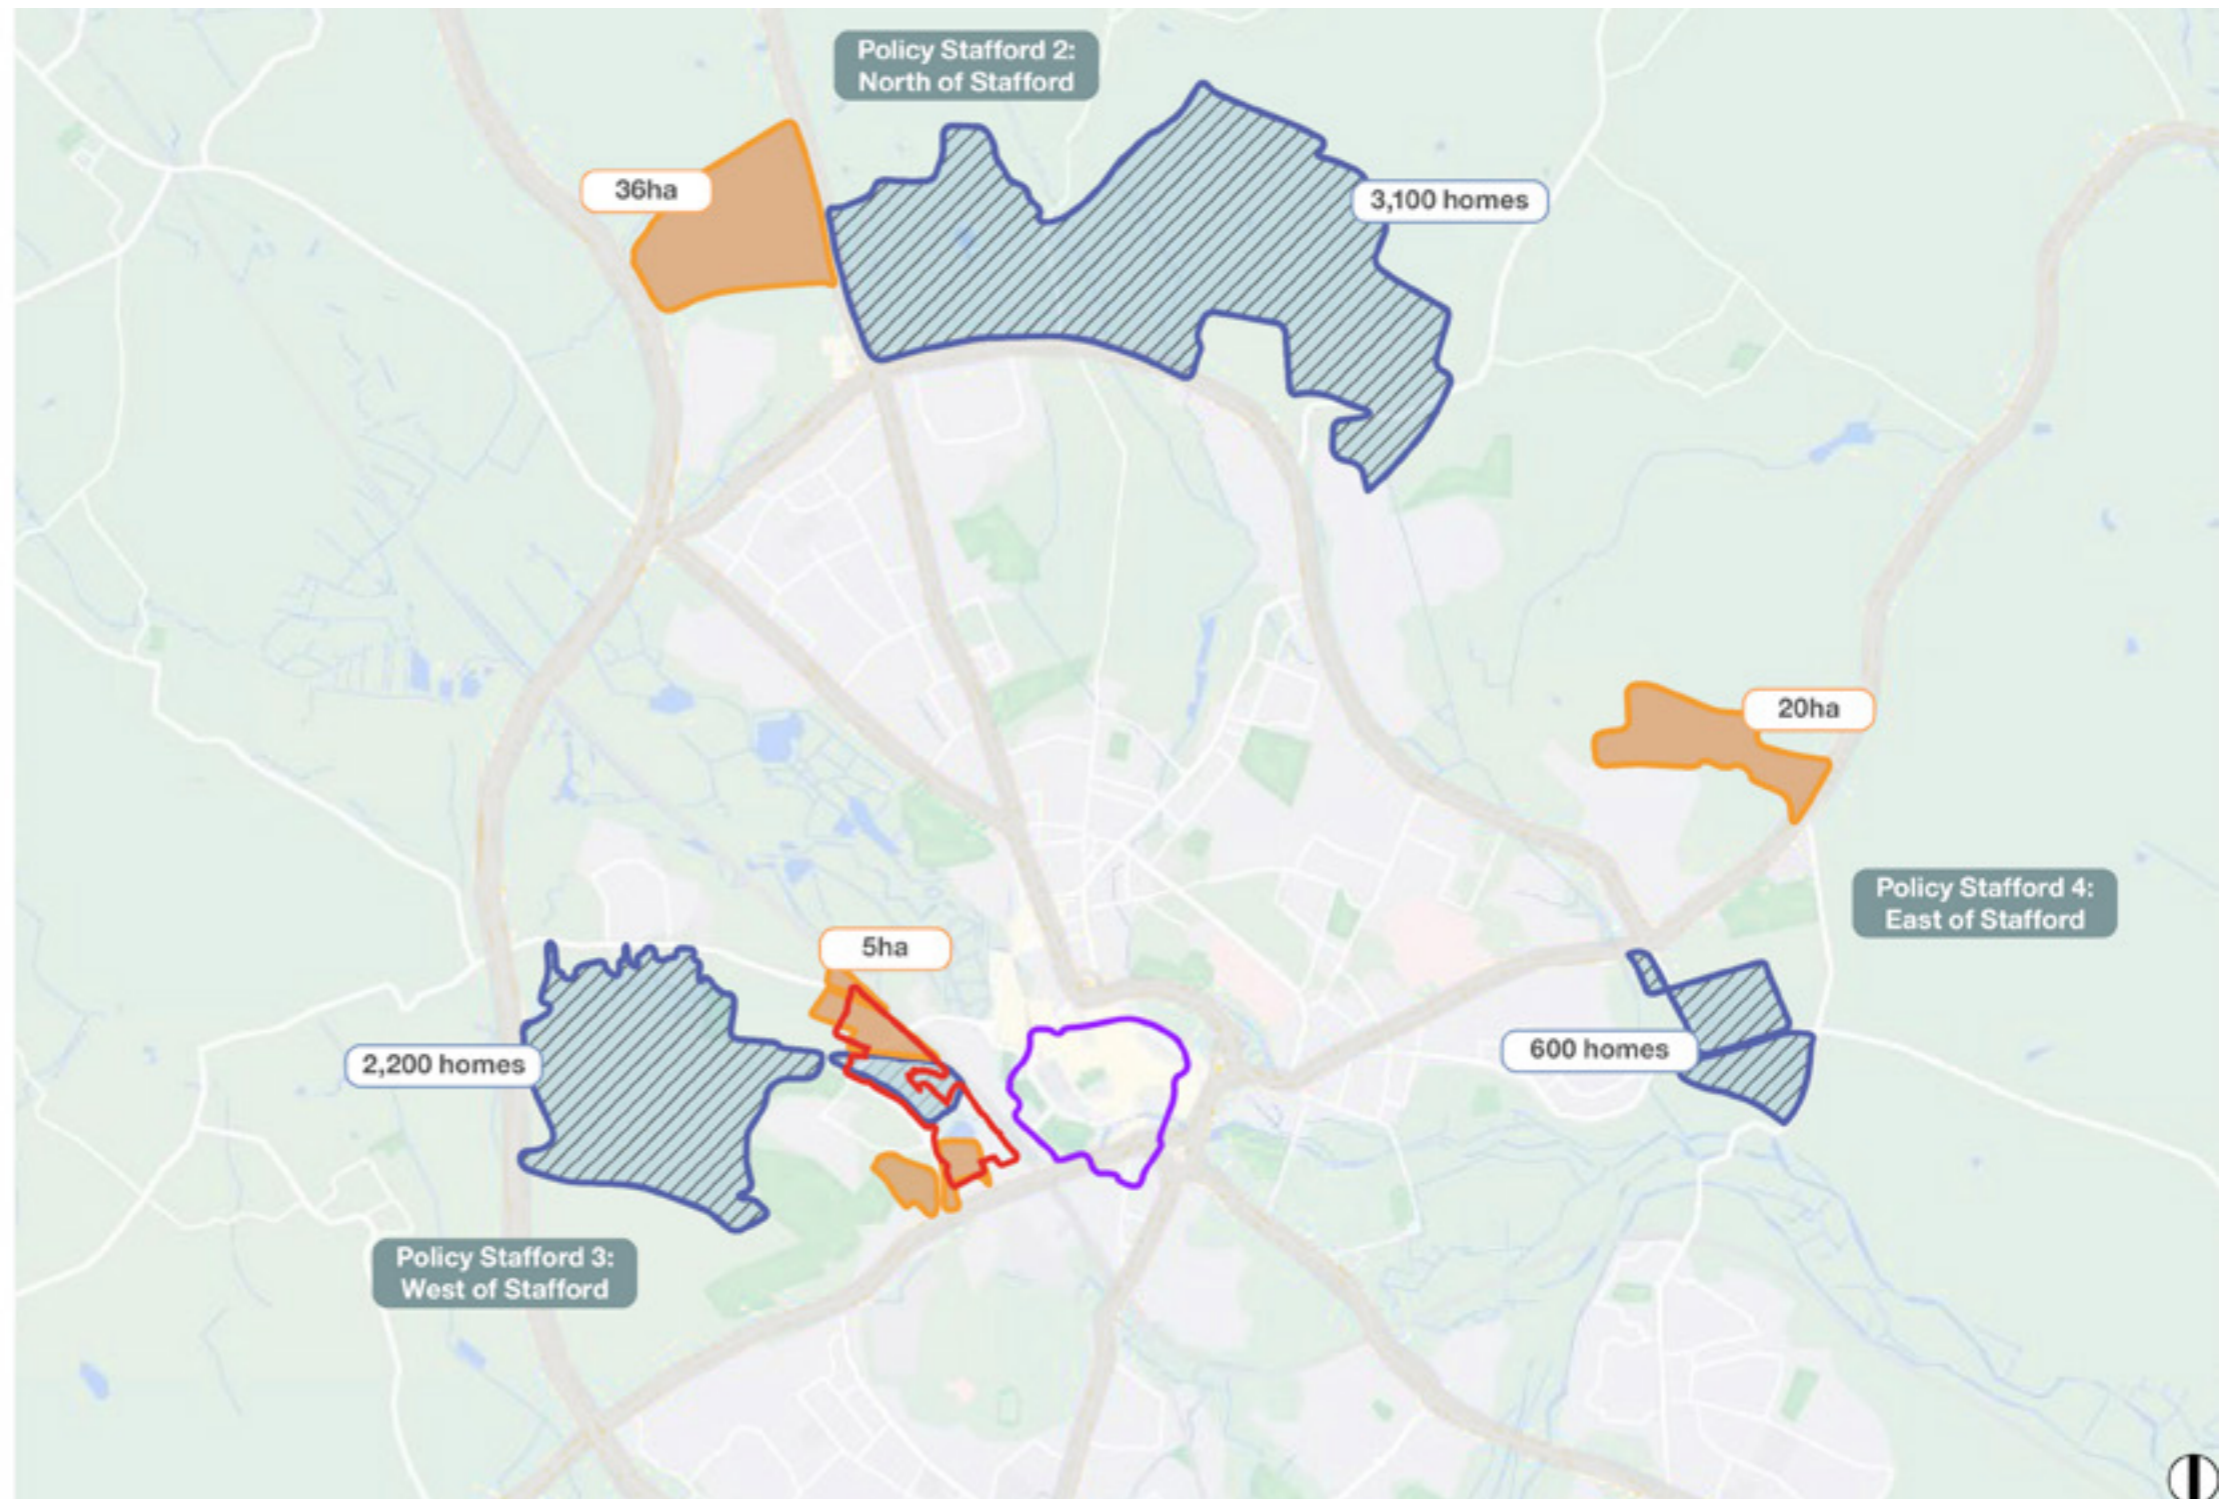 Policy Stafford 2:
North of Stafford
36ha
3,100 homes
20ha
Policy Stafford 4:
East of Stafford
5ha
600 homes
2,200 homes
Policy Stafford 3:
West of Stafford